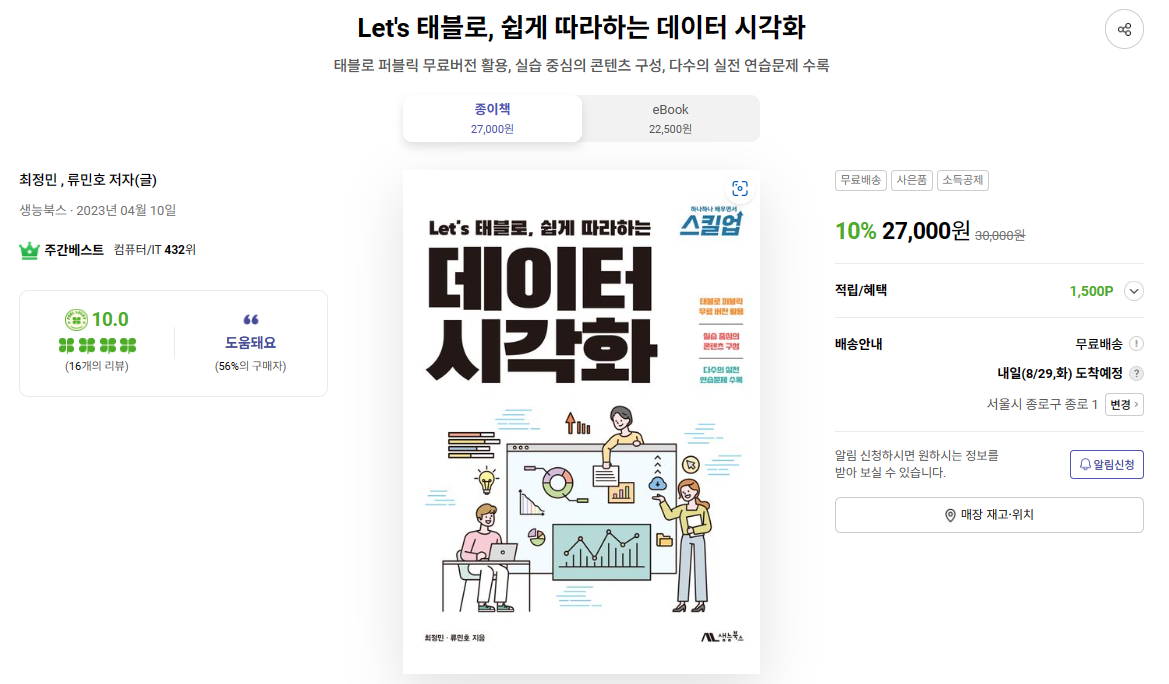 Let's 태블로, 쉽게 따라하는 데이터 시각화
태블로 퍼블릭 무료버전 활용, 실습 중심의 콘텐츠 구성, 다수의 실전 연습문제 수록
종이책
27,000원
eBook
22,500원
최정민 , 류민호 저자(글)
생능북스 · 2023년 04월 10일
주간베스트 컴퓨터/IT 432위
10.0
(16개의 리뷰)
도움돼요
(56%의 구매자)
하나하나 배우면서
스킬업
Let's 태블로, 쉽게 따라하는
데이터
시각화
태블로 퍼블릭
무료 버전 활용
실습 중심의
콘텐츠 구성
다수의 실전
연습문제 수록
최정민 · 류민호 지음
생능북스
무료배송 사은품 소득공제
10% 27,000원 30,000원
적립/혜택 1,500P
배송안내 무료배송 !
내일(8/29,화) 도착예정 ?
서울시 종로구 종로 1 변경 ›
알림 신청하시면 원하시는 정보를
받아 보실 수 있습니다.
알림신청
매장 재고·위치